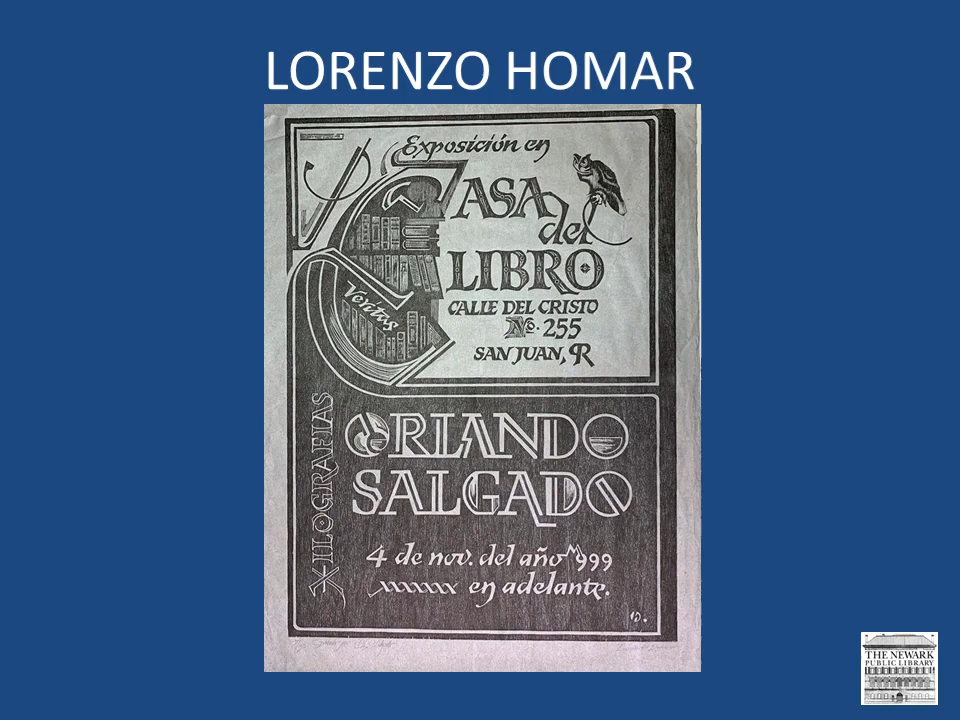 LORENZO HOMAR
Exposición en
CASA
del
LIBRO
Veritas
CALLE DEL CRISTO
No. 255
SAN JUAN, PR
XILOGRAFIAS
ORLANDO
SALGADO
4 de nov. del año M999
en adelante.
THE NEWARK
PUBLIC LIBRARY